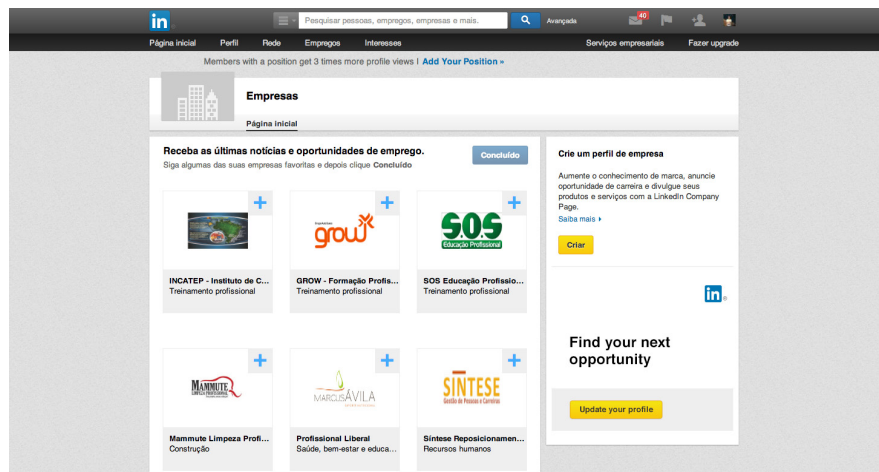 in
Pesquisar pessoas, empregos, empresas e mais.
Avançada
40
Página inicial Perfil Rede Empregos Interesses Serviços empresariais Fazer upgrade
Members with a position get 3 times more profile views | Add Your Position »
Empresas
Página inicial
Receba as últimas notícias e oportunidades de emprego.
Siga algumas das suas empresas favoritas e depois clique Concluído
Concluído
grow
S.O.S
Educação Profissional
INCATEP - Instituto de C...
Treinamento profissional
GROW - Formação Profis...
Treinamento profissional
SOS Educação Profissio...
Treinamento profissional
MAMMUTE
LIMPEZA PROFISSIONAL
MARCUSÁVILA
SÍNTESE
Gestão de Pessoas e Carreiras
Mammute Limpeza Profi...
Construção
Profissional Liberal
Saúde, bem-estar e educa...
Síntese Reposicionamen...
Recursos humanos
Crie um perfil de empresa
Aumente o conhecimento de marca, anuncie
oportunidade de carreira e divulgue seus
produtos e serviços com a LinkedIn Company
Page.
Saiba mais
Criar
in
Find your next
opportunity
Update your profile